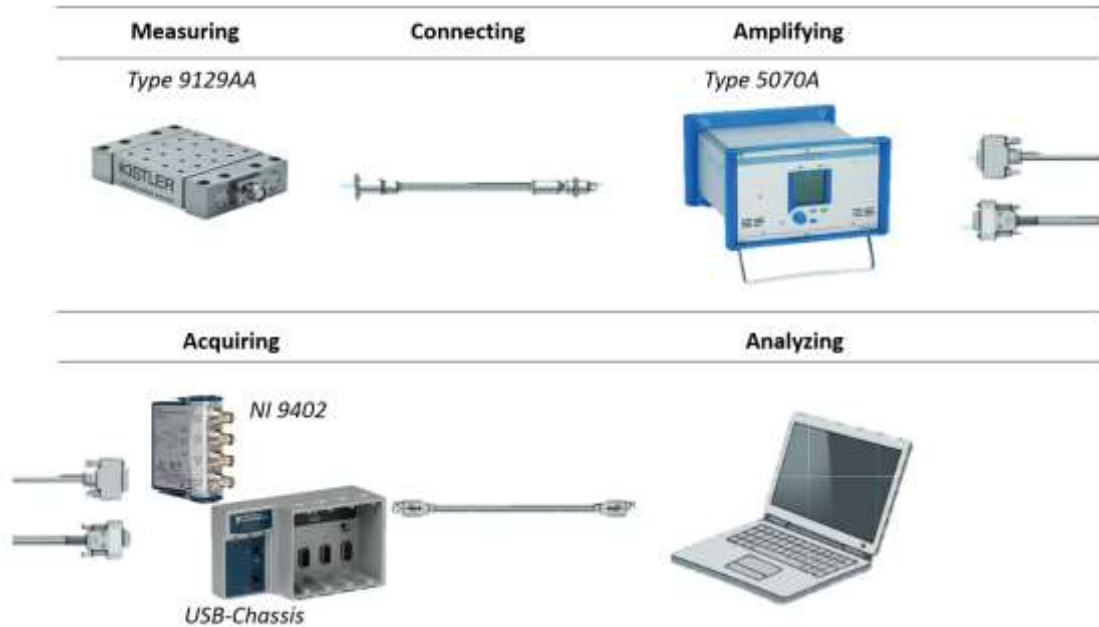 Measuring
Connecting
Amplifying
Type 9129AA
Type 5070A
KISTLER
Acquiring
Analyzing
NI 9402
USB-Chassis